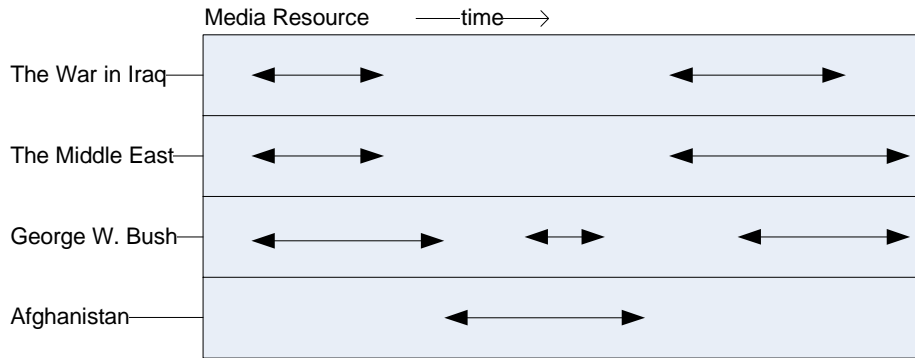 Media Resource time
The War in Iraq
The Middle East
George W. Bush
Afghanistan